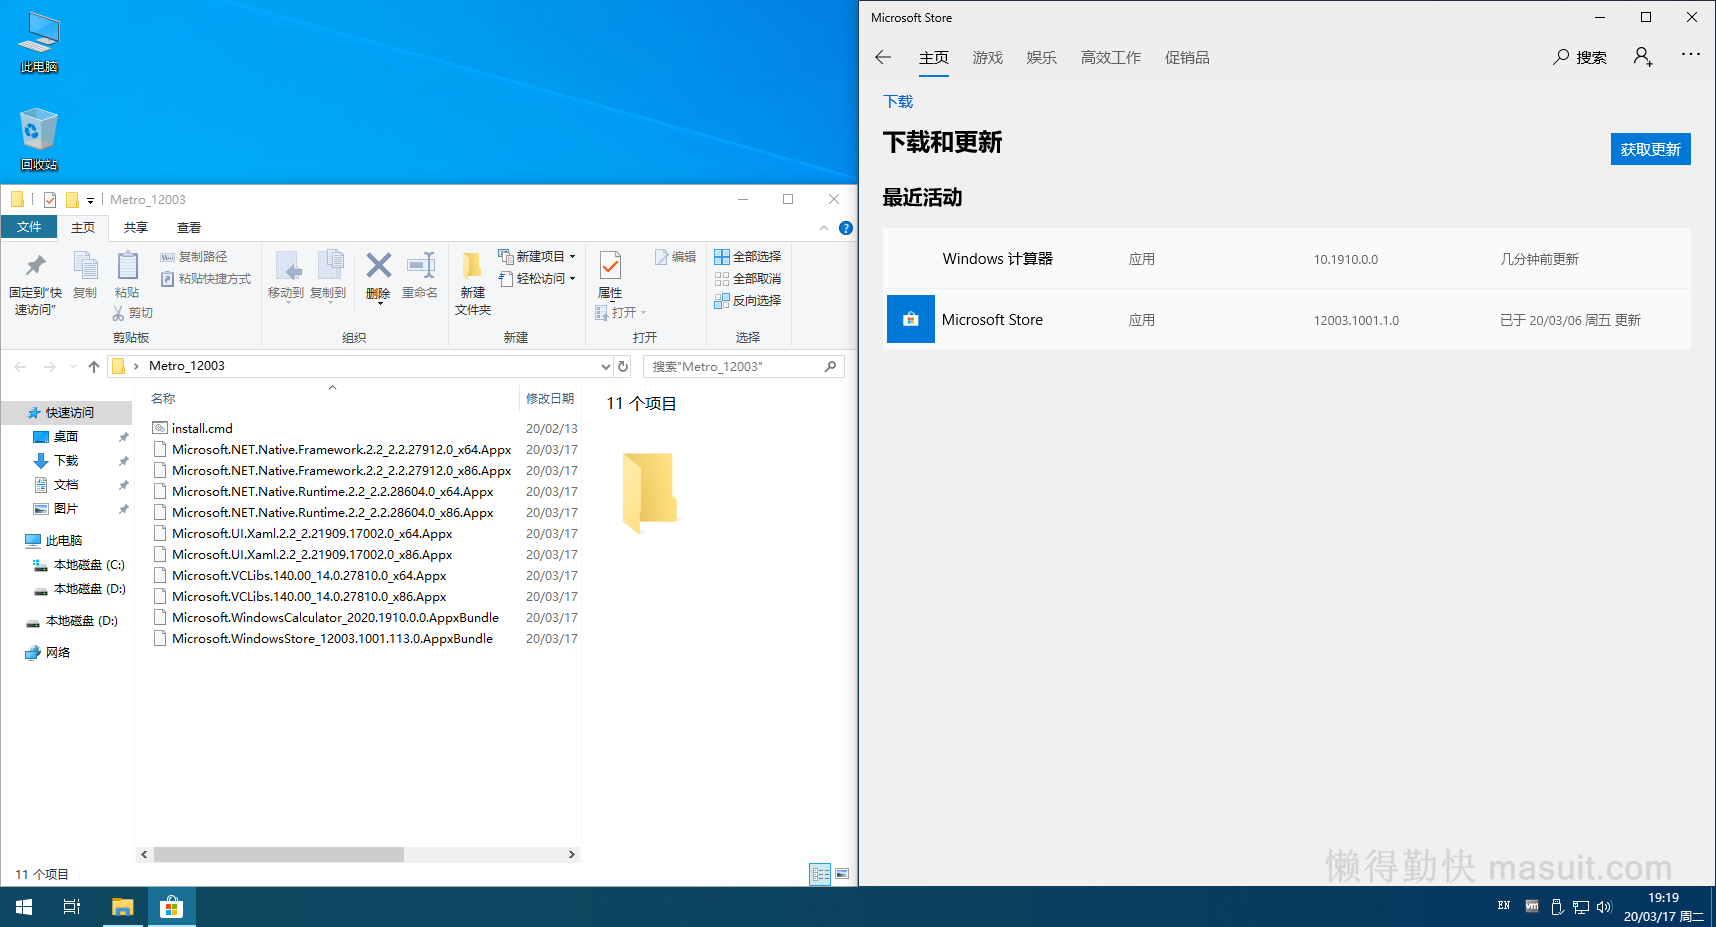 此电脑
回收站
Metro_12003
文件 主页 共享 查看
固定到"快速访问"
复制
粘贴
复制路径
粘贴快捷方式
剪切
剪贴板
移动到
复制到
删除
重命名
组织
新建
文件夹
新建项目
轻松访问
新建
属性
编辑
打开
打开
全部选择
全部取消
反向选择
选择
Metro_12003
搜索"Metro_12003"
快速访问
桌面
下载
文档
图片
此电脑
本地磁盘 (C:)
本地磁盘 (D:)
本地磁盘 (D:)
网络
名称 修改日期
install.cmd 20/02/13
Microsoft.NET.Native.Framework.2.2_2.2.27912.0_x64.Appx 20/03/17
Microsoft.NET.Native.Framework.2.2_2.2.27912.0_x86.Appx 20/03/17
Microsoft.NET.Native.Runtime.2.2_2.2.28604.0_x64.Appx 20/03/17
Microsoft.NET.Native.Runtime.2.2_2.2.28604.0_x86.Appx 20/03/17
Microsoft.UI.Xaml.2.2_2.21909.17002.0_x64.Appx 20/03/17
Microsoft.UI.Xaml.2.2_2.21909.17002.0_x86.Appx 20/03/17
Microsoft.VCLibs.140.00_14.0.27810.0_x64.Appx 20/03/17
Microsoft.VCLibs.140.00_14.0.27810.0_x86.Appx 20/03/17
Microsoft.WindowsCalculator_2020.1910.0.0.AppxBundle 20/03/17
Microsoft.WindowsStore_12003.1001.113.0.AppxBundle 20/03/17
11 个项目
11 个项目
Microsoft Store
主页 游戏 娱乐 高效工作 促销品 搜索
下载
下载和更新
获取更新
最近活动
Windows 计算器 应用 10.1910.0.0 几分钟前更新
Microsoft Store 应用 12003.1001.1.0 已于 20/03/06 周五 更新
懒得勤快 masuit.com
EN
vm
19:19
20/03/17 周二